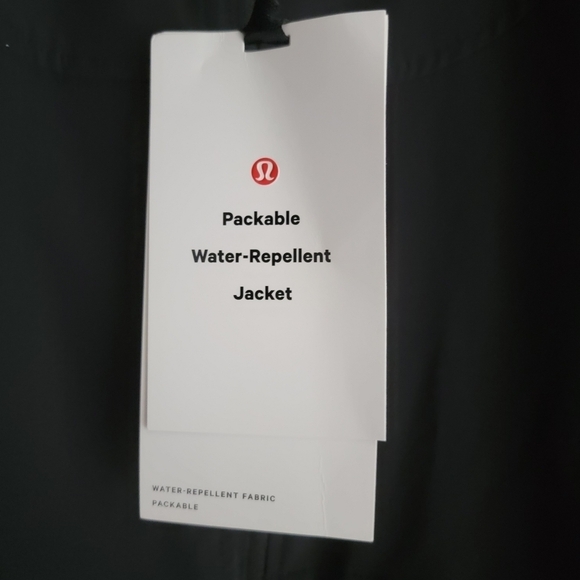 Packable
Water-Repellent
Jacket
WATER-REPELLENT FABRIC
PACKABLE